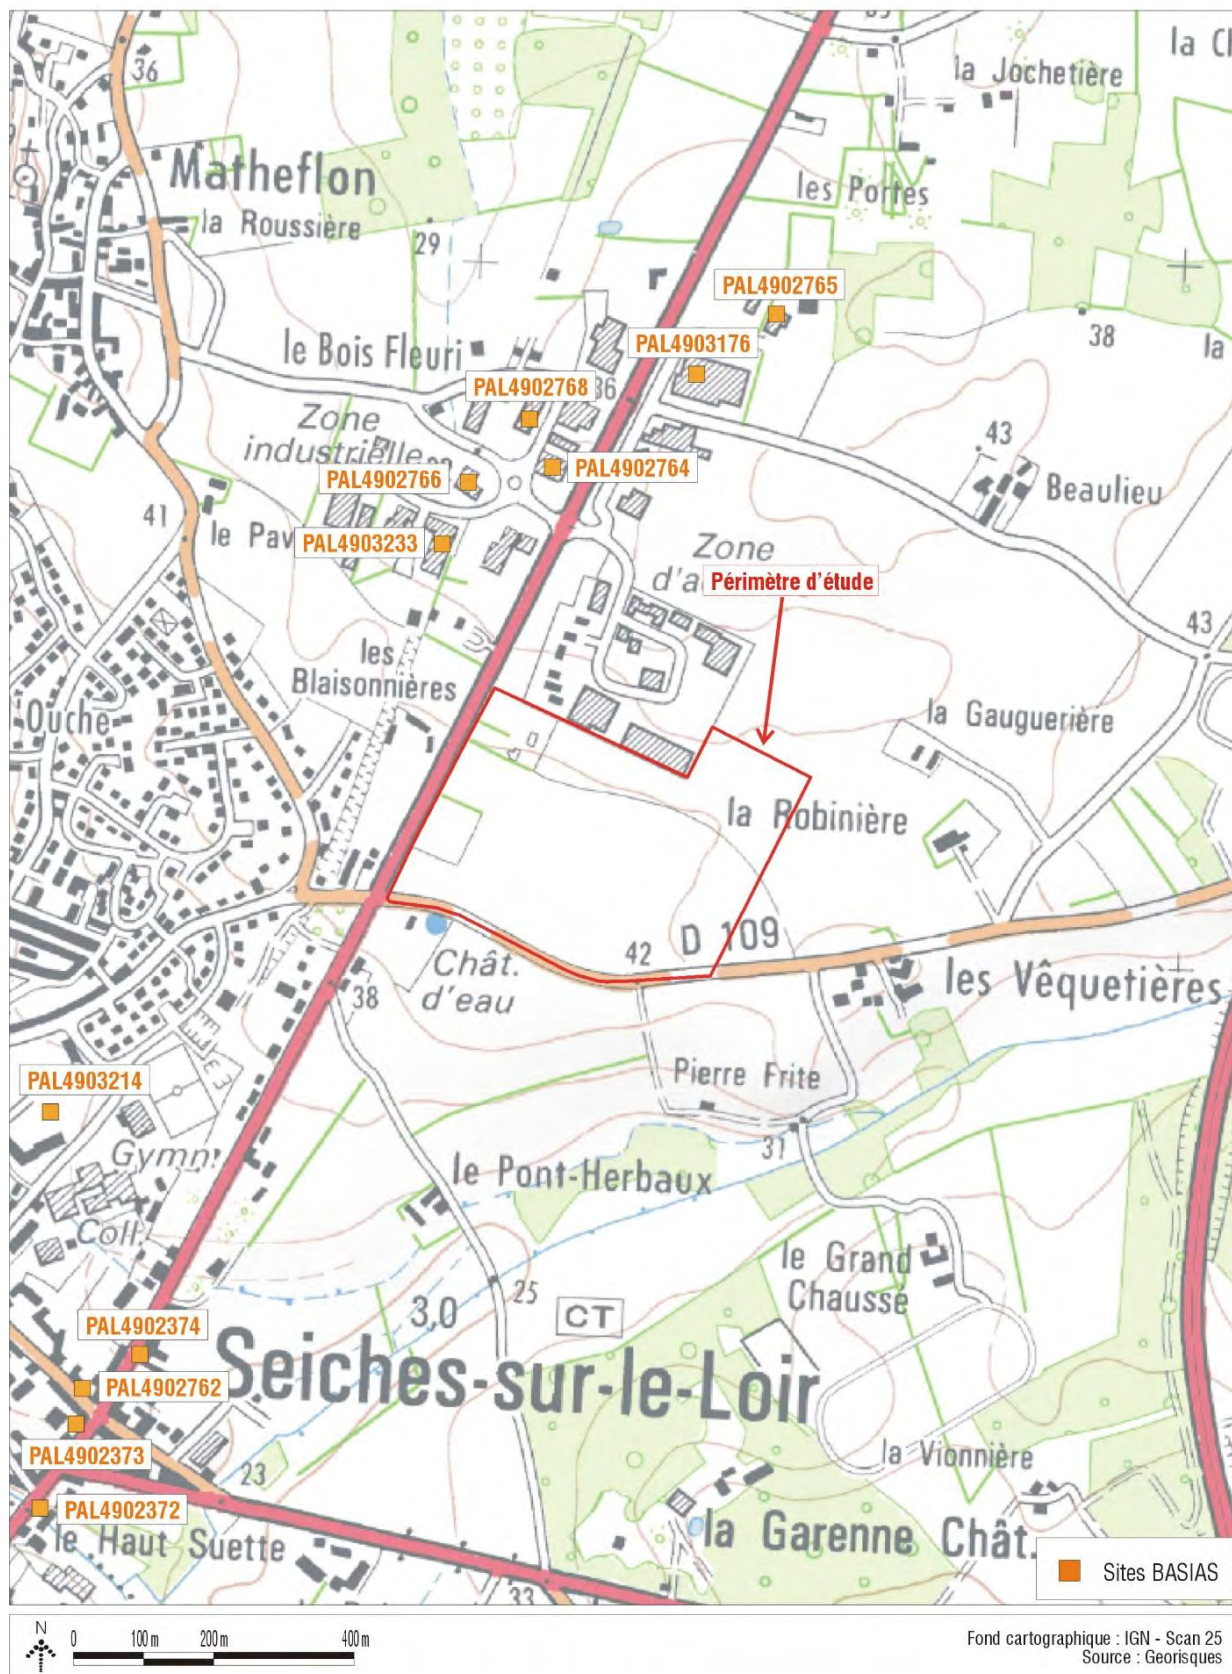 36
la Jochetière
Matheflon
la Roussière
les Portes
29
PAL4902765
38
la
le Bois Fleuri
PAL4903176
PAL4902768
36
Zone
industrielle
43
PAL4902764
PAL4902766
Beaulieu
41
le Pav
PAL4903233
Zone
d'a
Périmètre d'étude
43
les
Blaisonnières
Ouche
la Gauguerière
la Robinière
42
D 109
Chât.
d'eau
les Vêquetières
38
Pierre Frite
PAL4903214
31
Gymn.
le Pont-Herbaux
Coll.
le Grand
Chaussé
25
3,0
CT
PAL4902374
Seiches-sur-le-Loir
PAL4902762
PAL4902373
la Vionnière
23
PAL4902372
le Haut Suette
la Garenne Chât.
33
Sites BASIAS
N
0 100 m 200 m 400 m
Fond cartographique : IGN - Scan 25
Source : Georisques